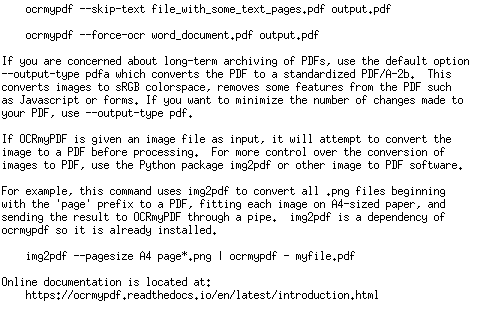 ocrmypdf --skip-text file_with_some_text_pages.pdf output.pdf
ocrmypdf --force-ocr word_document.pdf output.pdf
If you are concerned about long-term archiving of PDFs, use the default option
--output-type pdfa which converts the PDF to a standardized PDF/A-2b.  This
converts images to sRGB colorspace, removes some features from the PDF such
as Javascript or forms. If you want to minimize the number of changes made to
your PDF, use --output-type pdf.
If OCRmyPDF is given an image file as input, it will attempt to convert the
image to a PDF before processing.  For more control over the conversion of
images to PDF, use the Python package img2pdf or other image to PDF software.
For example, this command uses img2pdf to convert all .png files beginning
with the 'page' prefix to a PDF, fitting each image on A4-sized paper, and
sending the result to OCRmyPDF through a pipe.  img2pdf is a dependency of
ocrmypdf so it is already installed.
img2pdf --pagesize A4 page*.png | ocrmypdf - myfile.pdf
Online documentation is located at:
https://ocrmypdf.readthedocs.io/en/latest/introduction.html